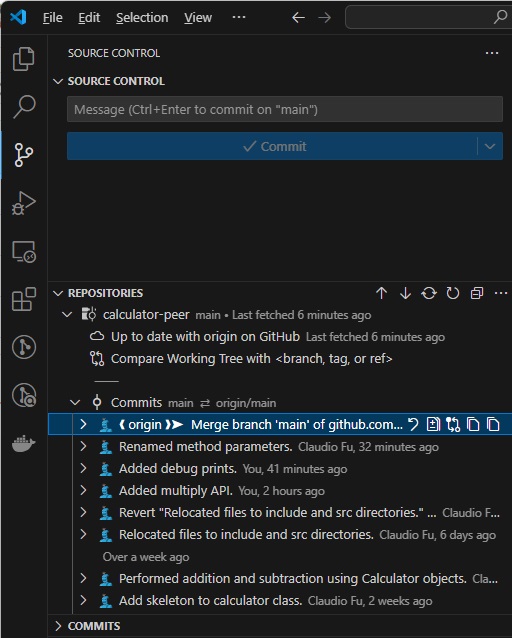 File Edit Selection View ···
SOURCE CONTROL ···
SOURCE CONTROL
Message (Ctrl+Enter to commit on "main")
Commit
REPOSITORIES ···
calculator-peer main • Last fetched 6 minutes ago
Up to date with origin on GitHub Last fetched 6 minutes ago
Compare Working Tree with <branch, tag, or ref>
Commits main ⇄ origin/main
❰ origin ❱➤ Merge branch 'main' of github.com...
Renamed method parameters. Claudio Fu, 32 minutes ago
Added debug prints. You, 41 minutes ago
Added multiply API. You, 2 hours ago
Revert "Relocated files to include and src directories." ... Claudio F...
Relocated files to include and src directories. Claudio Fu, 6 days ago
Over a week ago
Performed addition and subtraction using Calculator objects. Cla...
Add skeleton to calculator class. Claudio Fu, 2 weeks ago
COMMITS